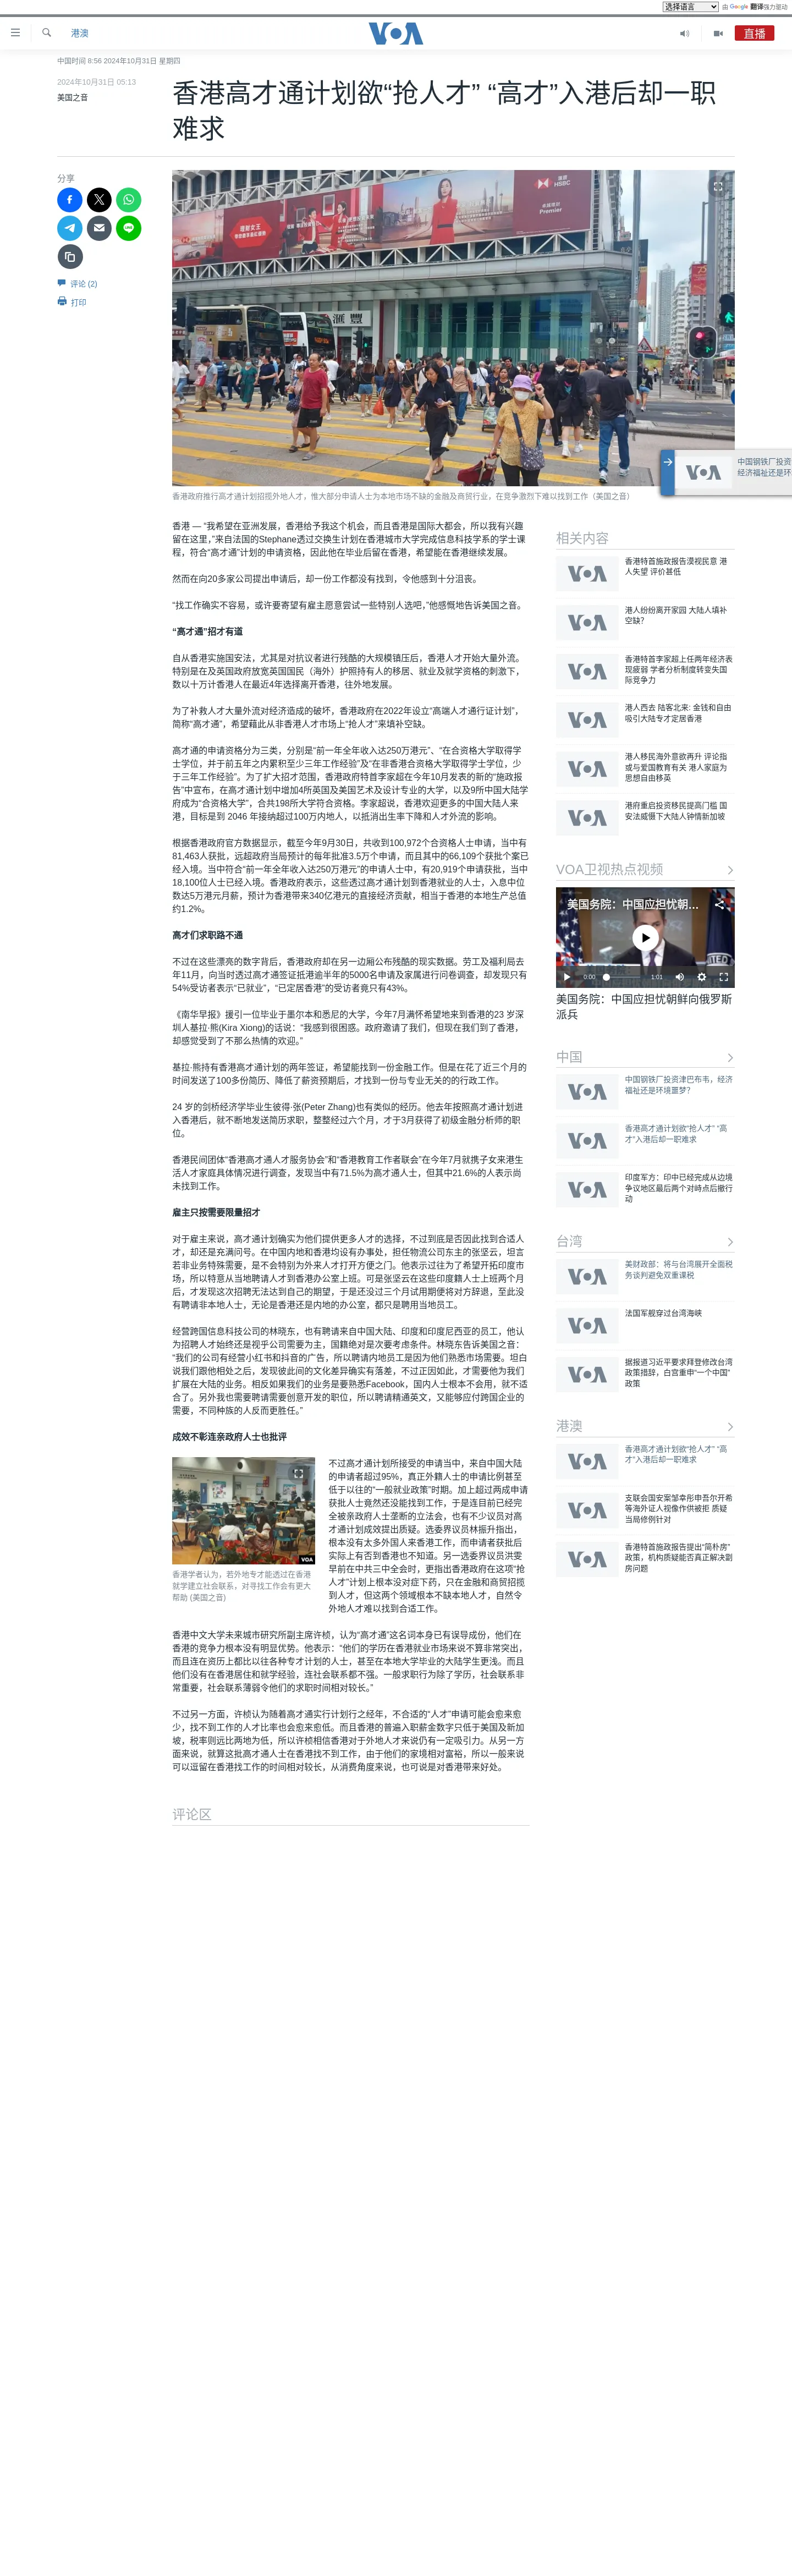 选择语言 由 Google 翻译强力驱动
港澳
VOA
直播
中国时间 8:56 2024年10月31日 星期四
2024年10月31日 05:13
美国之音
香港高才通计划欲“抢人才” “高才”入港后却一职
难求
分享
评论 (2)
打印
HSBC
Premier
香港政府推行高才通计划招揽外地人才，惟大部分申请人士为本地市场不缺的金融及商贸行业，在竞争激烈下难以找到工作（美国之音）
VOA
中国钢铁厂投资
经济福祉还是环
香港 — “我希望在亚洲发展，香港给予我这个机会，而且香港是国际大都会，所以我有兴趣
留在这里，”来自法国的Stephane透过交换生计划在香港城市大学完成信息科技学系的学士课
程，符合“高才通”计划的申请资格，因此他在毕业后留在香港，希望能在香港继续发展。
然而在向20多家公司提出申请后，却一份工作都没有找到，令他感到十分沮丧。
“找工作确实不容易，或许要寄望有雇主愿意尝试一些特别人选吧，”他感慨地告诉美国之音。
“高才通”招才有道
自从香港实施国安法，尤其是对抗议者进行残酷的大规模镇压后，香港人才开始大量外流。
特别是在及英国政府放宽英国国民（海外）护照持有人的移居、就业及就学资格的刺激下，
数以十万计香港人在最近4年选择离开香港，往外地发展。
为了补救人才大量外流对经济造成的破坏，香港政府在2022年设立“高端人才通行证计划”，
简称“高才通”，希望藉此从非香港人才市场上“抢人才”来填补空缺。
高才通的申请资格分为三类，分别是“前一年全年收入达250万港元”、“在合资格大学取得学
士学位，并于前五年之内累积至少三年工作经验”及“在非香港合资格大学取得学士学位，少
于三年工作经验”。为了扩大招才范围，香港政府特首李家超在今年10月发表的新的“施政报
告”中宣布，在高才通计划中增加4所英国及美国艺术及设计专业的大学，以及9所中国大陆学
府成为“合资格大学”，合共198所大学符合资格。李家超说，香港欢迎更多的中国大陆人来
港，目标是到 2046 年接纳超过100万内地人，以抵消出生率下降和人才外流的影响。
根据香港政府官方数据显示，截至今年9月30日，共收到100,972个合资格人士申请，当中有
81,463人获批，远超政府当局预计的每年批准3.5万个申请，而且其中的66,109个获批个案已
经入境。当中符合“前一年全年收入达250万港元”的申请人士中，有20,919个申请获批，当中
18,100位人士已经入境。香港政府表示，这些透过高才通计划到香港就业的人士，入息中位
数达5万港元月薪，预计为香港带来340亿港元的直接经济贡献，相当于香港的本地生产总值
约1.2%。
高才们求职路不通
不过在这些漂亮的数字背后，香港政府却在另一边厢公布残酷的现实数据。劳工及福利局去
年11月，向当时透过高才通签证抵港逾半年的5000名申请及家属进行问卷调查，却发现只有
54%受访者表示“已就业”，“已定居香港”的受访者竟只有43%。
《南华早报》援引一位毕业于墨尔本和悉尼的大学，今年7月满怀希望地来到香港的23 岁深
圳人基拉·熊(Kira Xiong)的话说：“我感到很困惑。政府邀请了我们，但现在我们到了香港，
却感觉受到了不那么热情的欢迎。”
基拉·熊持有香港高才通计划的两年签证，希望能找到一份金融工作。但是在花了近三个月的
时间发送了100多份简历、降低了薪资预期后，才找到一份与专业无关的的行政工作。
24 岁的剑桥经济学毕业生彼得·张(Peter Zhang)也有类似的经历。他去年按照高才通计划进
入香港后，就不断地发送简历求职，整整经过六个月，才于3月获得了初级金融分析师的职
位。
香港民间团体“香港高才通人才服务协会”和“香港教育工作者联会”在今年7月就携子女来港生
活人才家庭具体情况进行调查，发现当中有71.5%为高才通人士，但其中21.6%的人表示尚
未找到工作。
雇主只按需要限量招才
对于雇主来说，高才通计划确实为他们提供更多人才的选择，不过到底是否因此找到合适人
才，却还是充满问号。在中国内地和香港均设有办事处，担任物流公司东主的张坚云，坦言
若非业务特殊需要，是不会特别为外来人才打开方便之门。他表示过往为了希望开拓印度市
场，所以特意从当地聘请人才到香港办公室上班。可是张坚云在这些印度籍人士上班两个月
后，才发现这次招聘无法达到自己的期望，于是还没过三个月试用期便将对方辞退，至此没
有聘请非本地人士，无论是香港还是内地的办公室，都只是聘用当地员工。
经营跨国信息科技公司的林晓东，也有聘请来自中国大陆、印度和印度尼西亚的员工，他认
为招聘人才始终还是视乎公司需要为主，国籍绝对是次要考虑条件。林晓东告诉美国之音：
“我们的公司有经营小红书和抖音的广告，所以聘请内地员工是因为他们熟悉市场需要。坦白
说我们跟他相处之后，发现彼此间的文化差异确实有落差，不过正因如此，才需要他为我们
扩展在大陆的业务。相反如果我们的业务是要熟悉Facebook，国内人士根本不会用，就不适
合了。另外我也需要聘请需要创意开发的职位，所以聘请精通英文，又能够应付跨国企业的
需要，不同种族的人反而更胜任。”
成效不彰连亲政府人士也批评
VOA
香港学者认为，若外地专才能透过在香港
就学建立社会联系，对寻找工作会有更大
帮助 (美国之音)
不过高才通计划所接受的申请当中，来自中国大陆
的申请者超过95%，真正外籍人士的申请比例甚至
低于以往的“一般就业政策”时期。加上超过两成申请
获批人士竟然还没能找到工作，于是连目前已经完
全被亲政府人士垄断的立法会，也有不少议员对高
才通计划成效提出质疑。选委界议员林振升指出，
根本没有太多外国人来香港工作，而申请者获批后
实际上有否到香港也不知道。另一选委界议员洪雯
早前在中共三中全会时，更指出香港政府在这项“抢
人才”计划上根本没对症下药，只在金融和商贸招揽
到人才，但这两个领域根本不缺本地人才，自然令
外地人才难以找到合适工作。
香港中文大学未来城市研究所副主席许桢，认为“高才通”这名词本身已有误导成份，他们在
香港的竞争力根本没有明显优势。他表示：“他们的学历在香港就业市场来说不算非常突出，
而且连在资历上都比以往各种专才计划的人士，甚至在本地大学毕业的大陆学生更浅。而且
他们没有在香港居住和就学经验，连社会联系都不强。一般求职行为除了学历，社会联系非
常重要，社会联系薄弱令他们的求职时间相对较长。”
不过另一方面，许桢认为随着高才通实行计划行之经年，不合适的“人才”申请可能会愈来愈
少，找不到工作的人才比率也会愈来愈低。而且香港的普遍入职薪金数字只低于美国及新加
坡，税率则远比两地为低，所以许桢相信香港对于外地人才来说仍有一定吸引力。从另一方
面来说，就算这批高才通人士在香港找不到工作，由于他们的家境相对富裕，所以一般来说
可以逗留在香港找工作的时间相对较长，从消费角度来说，也可说是对香港带来好处。
评论区
相关内容
VOA
香港特首施政报告漠视民意 港
人失望 评价甚低
VOA
港人纷纷离开家园 大陆人填补
空缺？
VOA
香港特首李家超上任两年经济表
现疲弱 学者分析制度转变失国
际竞争力
VOA
港人西去 陆客北来: 金钱和自由
吸引大陆专才定居香港
VOA
港人移民海外意欲再升 评论指
或与爱国教育有关 港人家庭为
思想自由移英
VOA
港府重启投资移民提高门槛 国
安法威慑下大陆人钟情新加坡
VOA卫视热点视频
美国务院：中国应担忧朝...
0:00
1:01
美国务院：中国应担忧朝鲜向俄罗斯
派兵
中国
VOA
中国钢铁厂投资津巴布韦，经济
福祉还是环境噩梦？
VOA
香港高才通计划欲“抢人才” “高
才”入港后却一职难求
VOA
印度军方：印中已经完成从边境
争议地区最后两个对峙点后撤行
动
台湾
VOA
美财政部：将与台湾展开全面税
务谈判避免双重课税
VOA
法国军舰穿过台湾海峡
VOA
据报道习近平要求拜登修改台湾
政策措辞，白宫重申“一个中国”
政策
港澳
VOA
香港高才通计划欲“抢人才” “高
才”入港后却一职难求
VOA
支联会国安案邹幸彤申吾尔开希
等海外证人视像作供被拒 质疑
当局修例针对
VOA
香港特首施政报告提出“简朴房”
政策，机构质疑能否真正解决劏
房问题